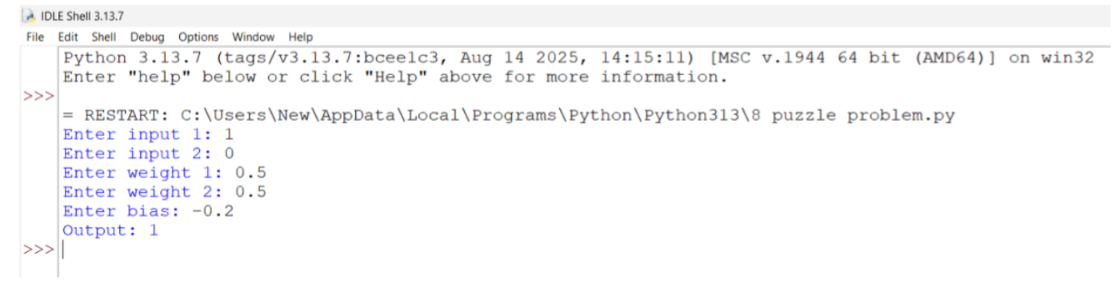 IDLE Shell 3.13.7
File Edit Shell Debug Options Window Help
Python 3.13.7 (tags/v3.13.7:bcee1c3, Aug 14 2025, 14:15:11) [MSC v.1944 64 bit (AMD64)] on win32
Enter "help" below or click "Help" above for more information.
>>>
= RESTART: C:\Users\New\AppData\Local\Programs\Python\Python313\8 puzzle problem.py
Enter input 1: 1
Enter input 2: 0
Enter weight 1: 0.5
Enter weight 2: 0.5
Enter bias: -0.2
Output: 1
>>>